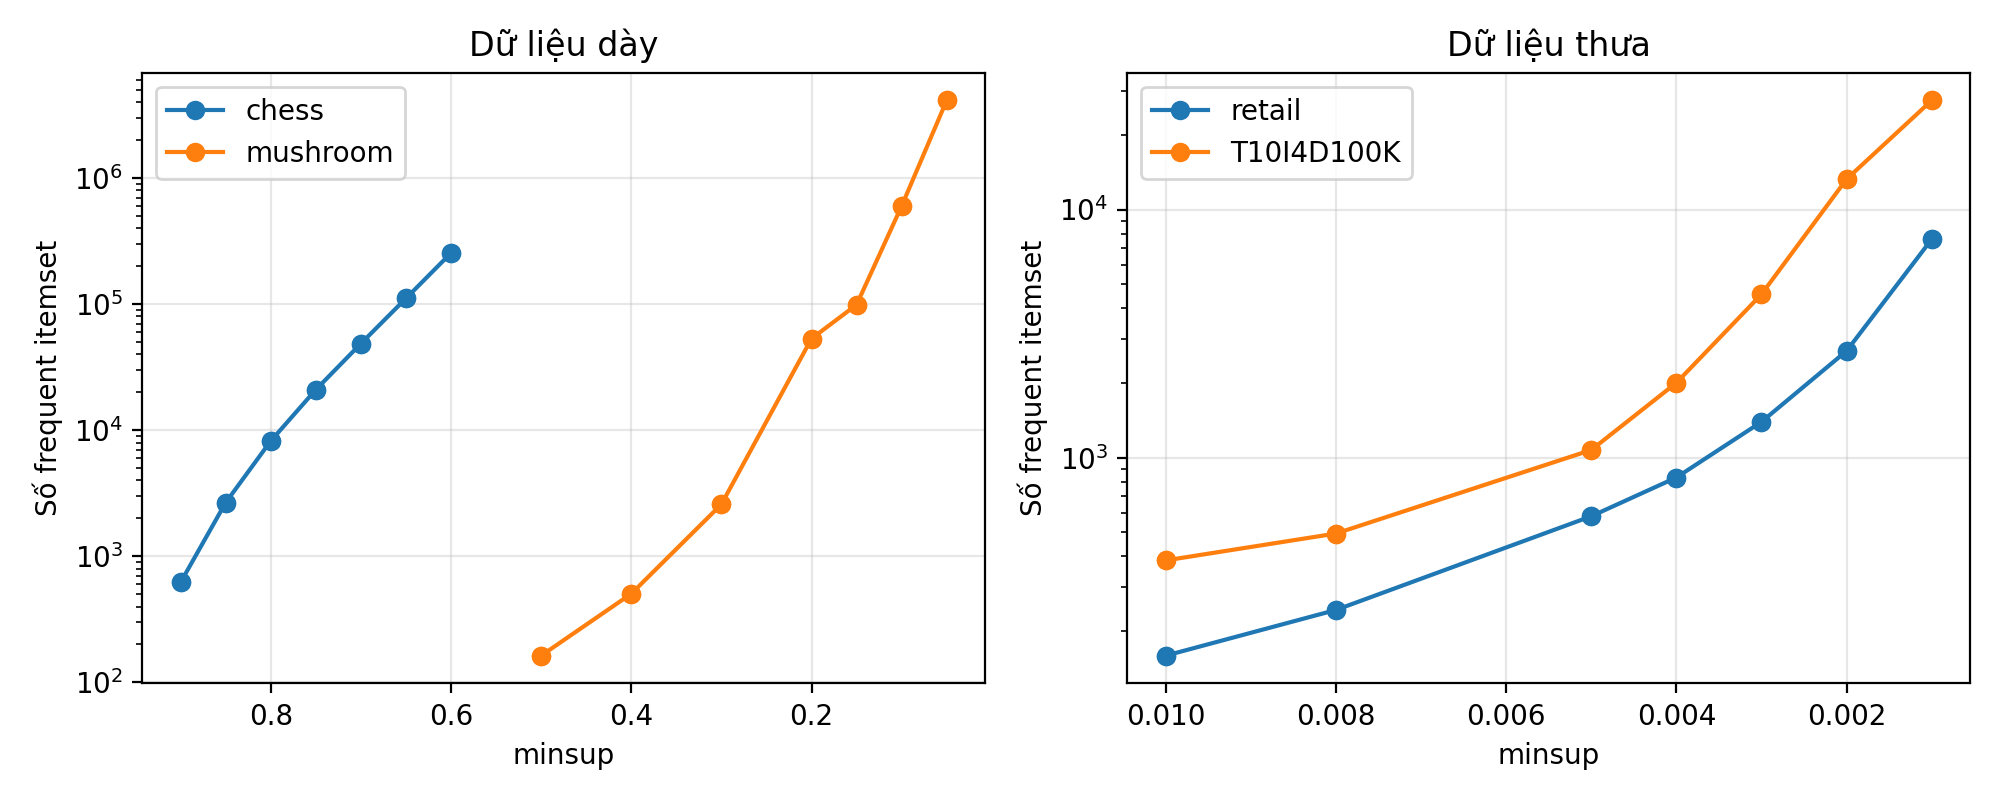 Dữ liệu dày
chess
mushroom
10^6
10^5
10^4
10^3
10^2
Số frequent itemset
0.8 0.6 0.4 0.2
minsup
Dữ liệu thưa
retail
T10I4D100K
10^4
10^3
Số frequent itemset
0.010 0.008 0.006 0.004 0.002
minsup